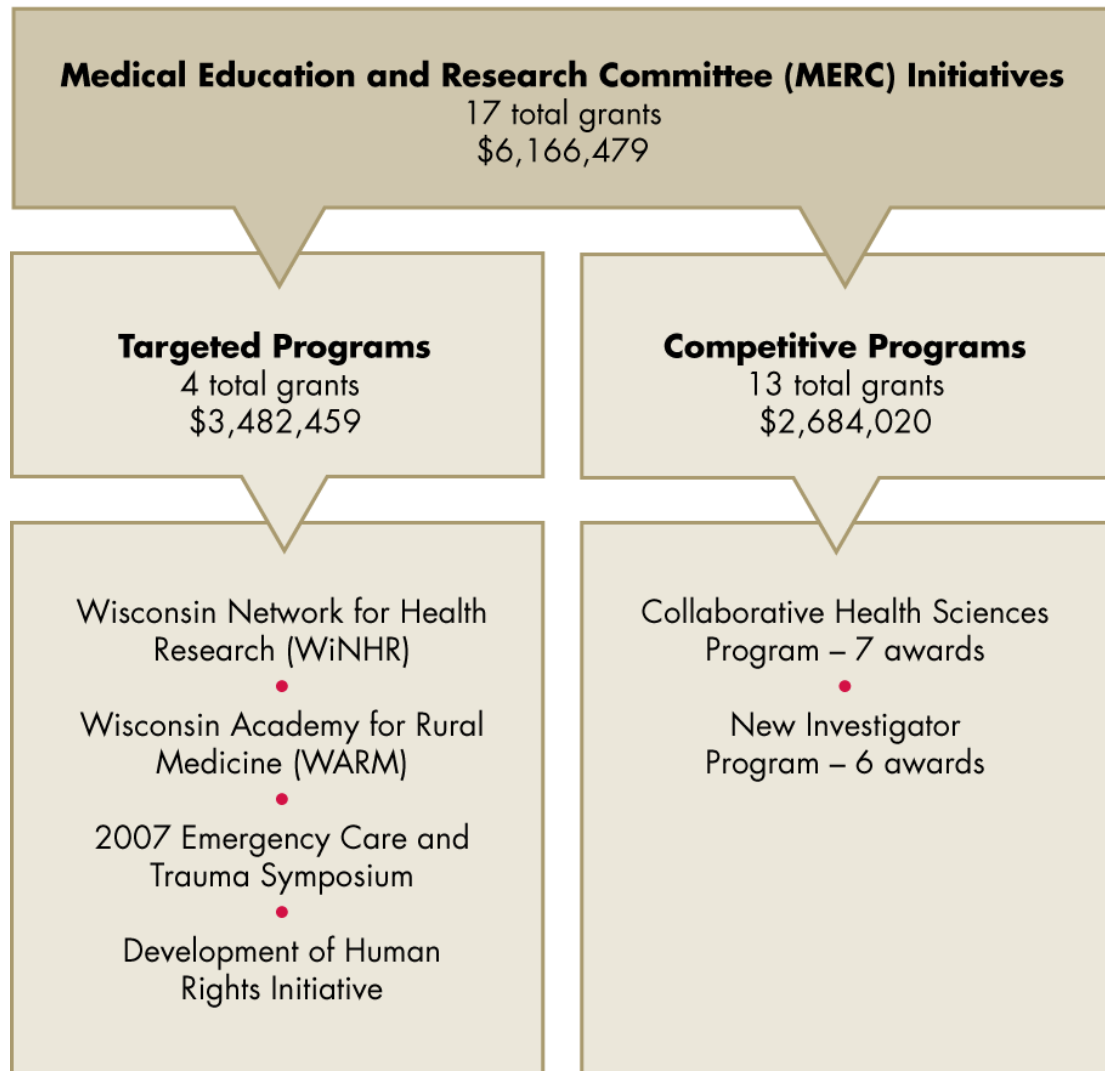 Medical Education and Research Committee (MERC) Initiatives
17 total grants
$6,166,479
Targeted Programs
4 total grants
$3,482,459
Competitive Programs
13 total grants
$2,684,020
Wisconsin Network for Health
Research (WiNHR)
Wisconsin Academy for Rural
Medicine (WARM)
2007 Emergency Care and
Trauma Symposium
Development of Human
Rights Initiative
Collaborative Health Sciences
Program – 7 awards
New Investigator
Program – 6 awards